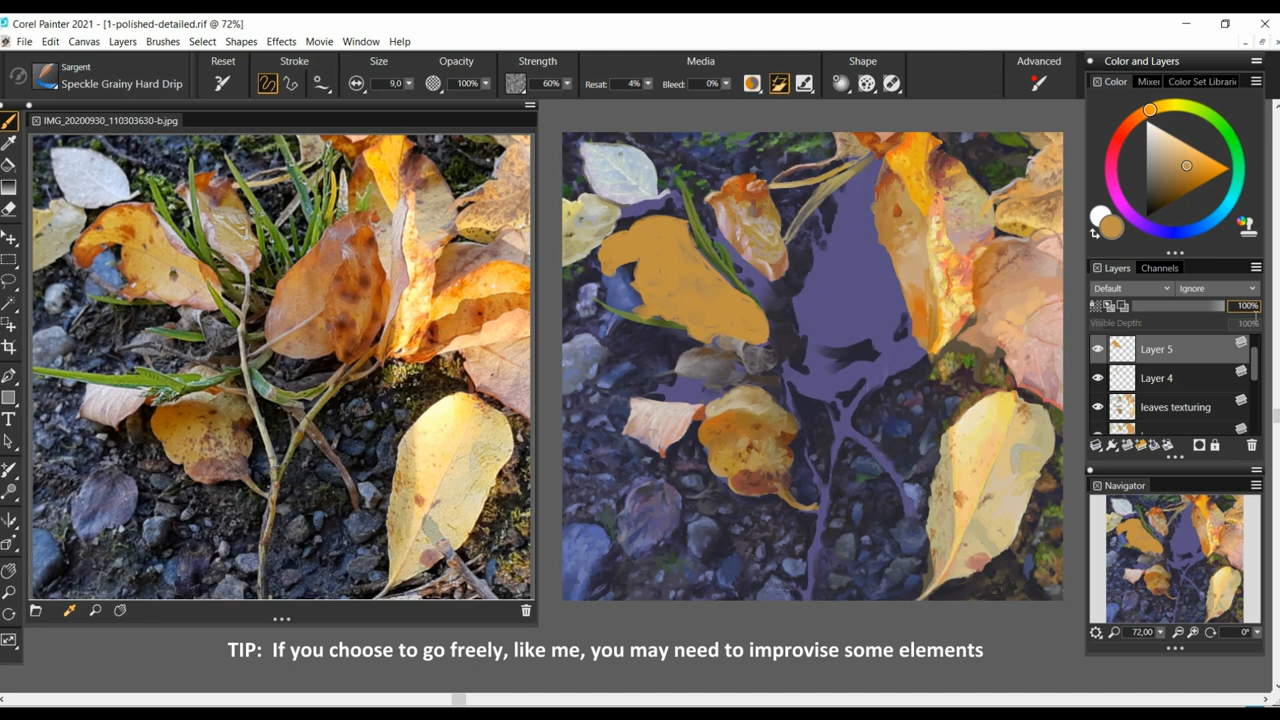 Corel Painter 2021 - [1-polished-detailed.rif @ 72%]
File Edit Canvas Layers Brushes Select Shapes Effects Movie Window Help
Sargent
Speckle Grainy Hard Drip
Reset Stroke Size Opacity Strength Media Shape Advanced
9,0 100% 60% Resat: 4% Bleed: 0%
Color and Layers
Color Mixe Color Set Librari
IMG_20200930_110303630-b.jpg
Layers Channels
Default Ignore
100%
Visible Depth: 100%
Layer 5
Layer 4
leaves texturing
Navigator
72,00 0°
TIP: If you choose to go freely, like me, you may need to improvise some elements